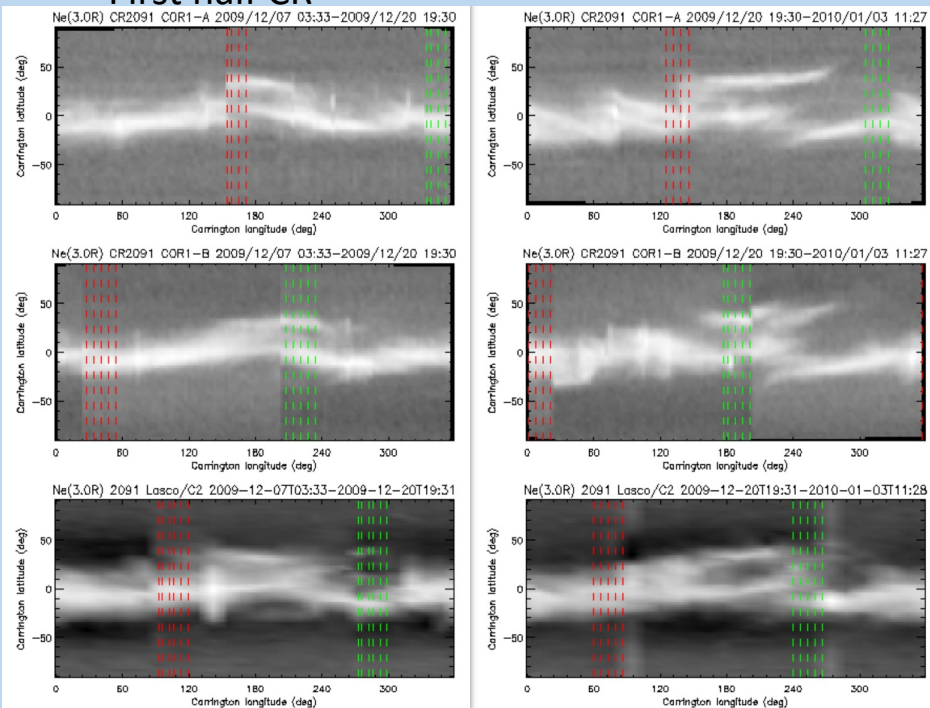 First half CR
Ne(3.0R) CR2091 COR1-A 2009/12/07 03:33-2009/12/20 19:30
Carrington latitude (deg)
50
0
-50
0 60 120 180 240 300
Carrington longitude (deg)
Ne(3.0R) CR2091 COR1-A 2009/12/20 19:30-2010/01/03 11:27
Carrington latitude (deg)
50
0
-50
0 60 120 180 240 300
Carrington longitude (deg)
Ne(3.0R) CR2091 COR1-B 2009/12/07 03:33-2009/12/20 19:30
Carrington latitude (deg)
50
0
-50
0 60 120 180 240 300
Carrington longitude (deg)
Ne(3.0R) CR2091 COR1-B 2009/12/20 19:30-2010/01/03 11:27
Carrington latitude (deg)
50
0
-50
0 60 120 180 240 300
Carrington longitude (deg)
Ne(3.0R) 2091 Lasco/C2 2009-12-07T03:33-2009-12-20T19:31
Carrington latitude (deg)
50
0
-50
0 60 120 180 240 300
Carrington longitude (deg)
Ne(3.0R) 2091 Lasco/C2 2009-12-20T19:31-2010-01-03T11:28
Carrington latitude (deg)
50
0
-50
0 60 120 180 240 300
Carrington longitude (deg)